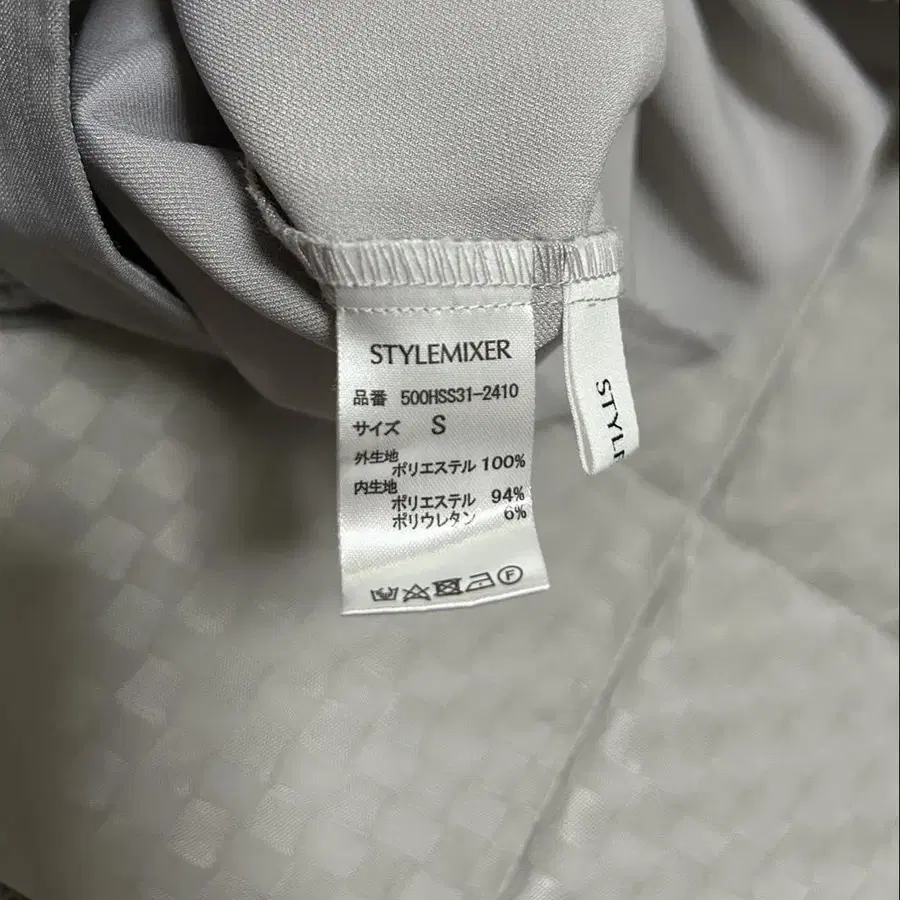 STYLEMIXER
品番 500HSS31-2410
サイズ S
外生地
ポリエステル 100%
内生地
ポリエステル 94%
ポリウレタン 6%
F
STYLE